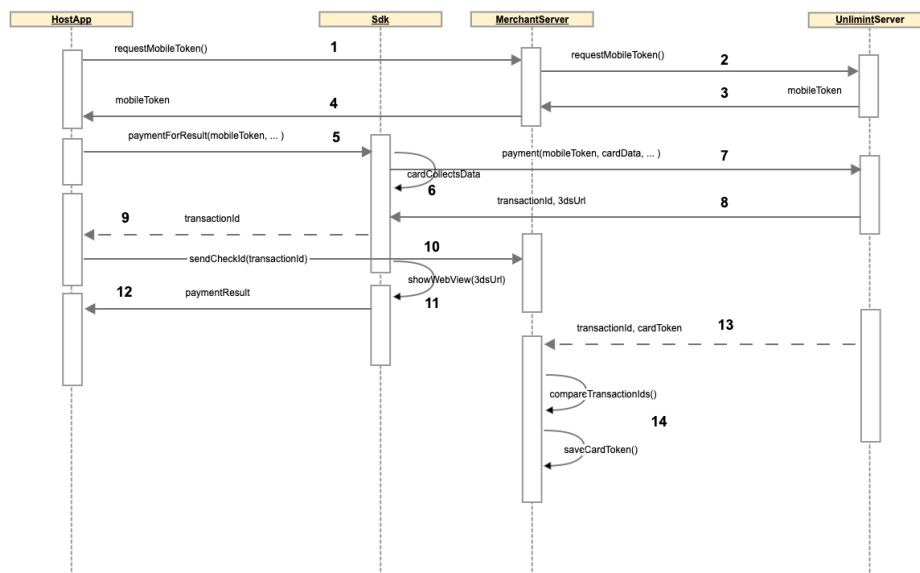 HostApp
Sdk
MerchantServer
UnlimintServer
requestMobileToken()
1
requestMobileToken()
2
3
mobileToken
mobileToken
4
paymentForResult(mobileToken, ... )
5
payment(mobileToken, cardData, ... )
7
cardCollectsData
6
transactionId, 3dsUrl
8
9
transactionId
10
sendCheckId(transactionId)
showWebView(3dsUrl)
11
12
paymentResult
13
transactionId, cardToken
compareTransactionIds()
14
saveCardToken()